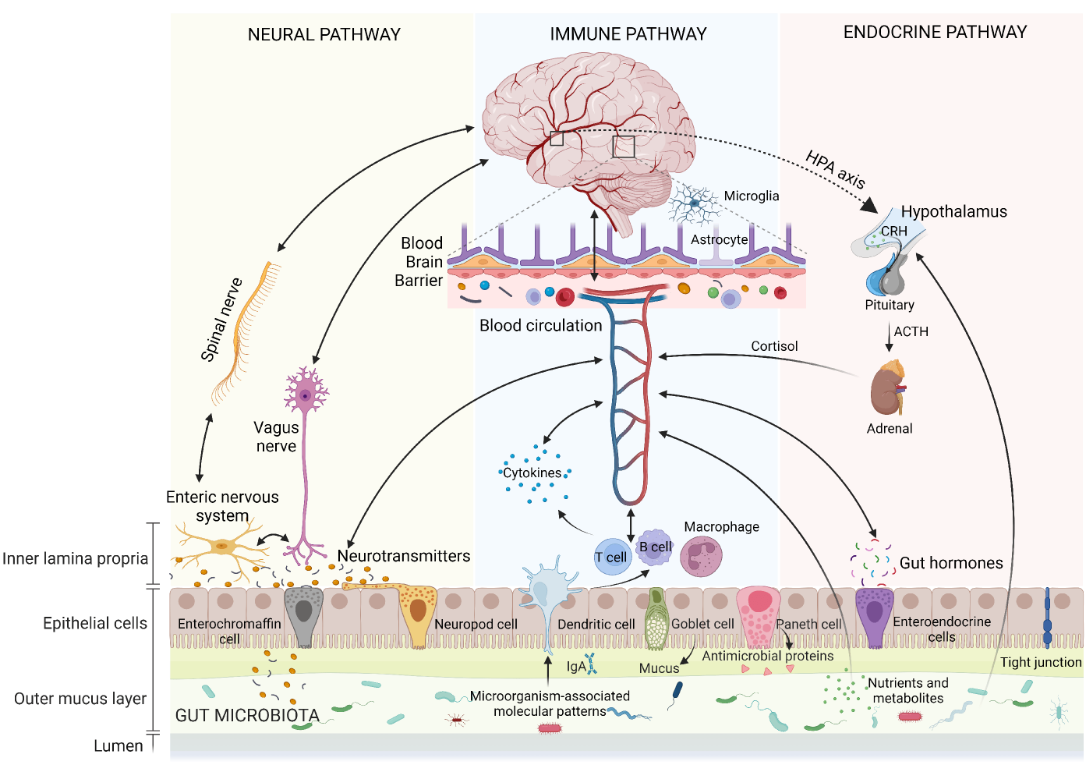 NEURAL PATHWAY
IMMUNE PATHWAY
ENDOCRINE PATHWAY
HPA axis
Microglia
Hypothalamus
CRH
Astrocyte
Blood
Brain
Barrier
Pituitary
Spinal nerve
Blood circulation
ACTH
Cortisol
Adrenal
Vagus
nerve
Cytokines
Enteric nervous
system
Macrophage
T cell
B cell
Inner lamina propria
Neurotransmitters
Gut hormones
Epithelial cells
Enterochromaffin
cell
Neuropod cell
Dendritic cell
Goblet cell
Paneth cell
Enteroendocrine
cells
IgA
Mucus
Antimicrobial proteins
Tight junction
Outer mucus layer
Microorganism-associated
molecular patterns
Nutrients and
metabolites
GUT MICROBIOTA
Lumen